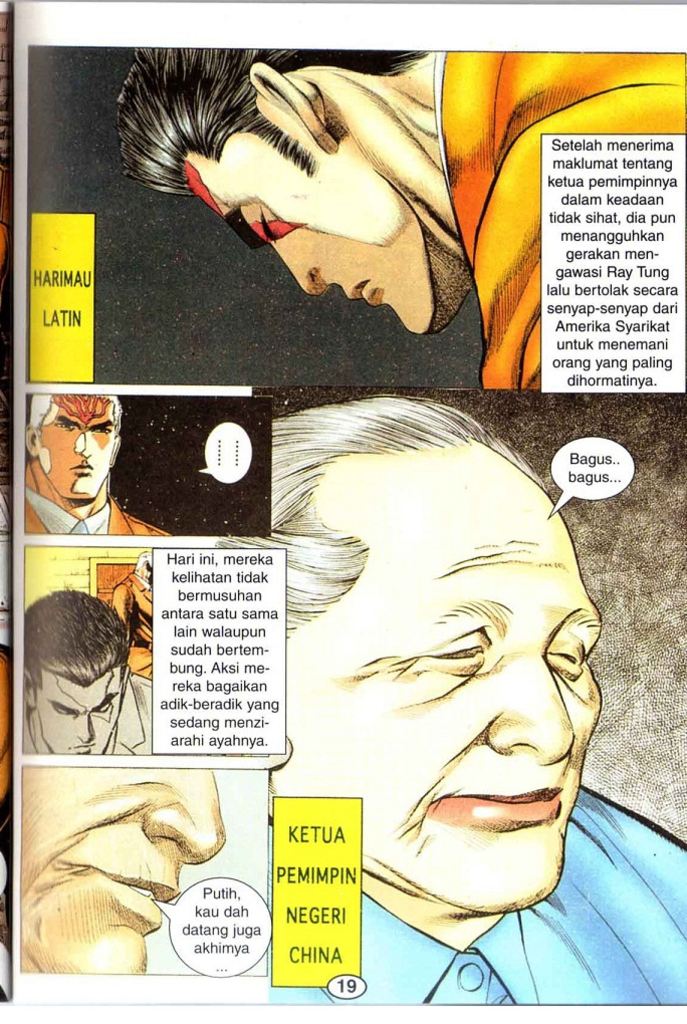 Setelah menerima
maklumat tentang
ketua pemimpinnya
dalam keadaan
tidak sihat, dia pun
menangguhkan
gerakan men-
gawasi Ray Tung
lalu bertolak secara
senyap-senyap dari
Amerika Syarikat
untuk menemani
orang yang paling
dihormatinya.
HARIMAU
LATIN
Bagus..
bagus...
Hari ini, mereka
kelihatan tidak
bermusuhan
antara satu sama
lain walaupun
sudah bertem-
bung. Aksi me-
reka bagaikan
adik-beradik yang
sedang menzi-
arahi ayahnya.
Putih,
kau dah
datang juga
akhimya
...
KETUA
PEMIMPIN
NEGERI
CHINA
19